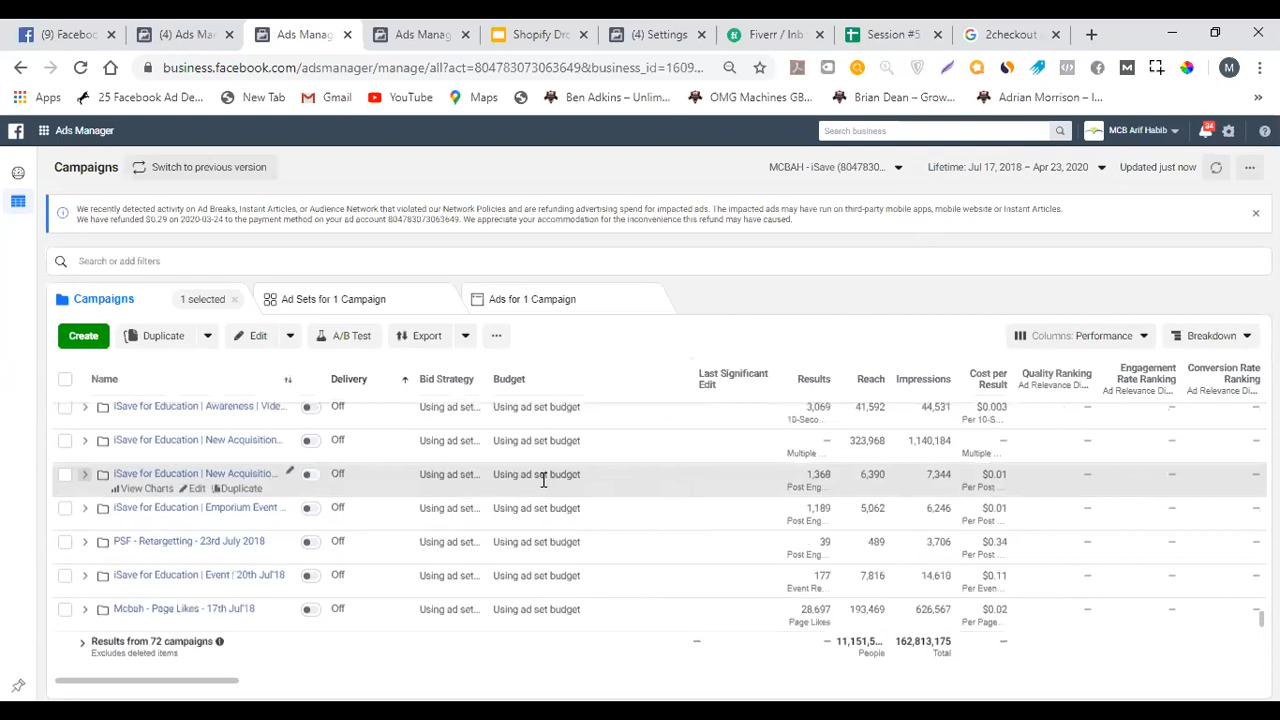 (9) Faceboo
(4) Ads Ma
Ads Manag
Ads Manag
Shopify Dro
(4) Settings
Fiverr / Inb
Session #5
2checkout a
business.facebook.com/adsmanager/manage/all?act=804783073063649&business_id=1609...
Apps
25 Facebook Ad De...
New Tab
Gmail
YouTube
Maps
Ben Adkins – Unlim...
OMG Machines GB...
Brian Dean – Grow...
Adrian Morrison – I...
»
Ads Manager
Search business
MCB Arif Habib
34
Campaigns
Switch to previous version
MCBAH - iSave (8047830...
Lifetime: Jul 17, 2018 – Apr 23, 2020
Updated just now
We recently detected activity on Ad Breaks, Instant Articles, or Audience Network that violated our Network Policies and are refunding advertising spend for impacted ads. The impacted ads may have run on third-party mobile apps, mobile website or Instant Articles.
We have refunded $0.29 on 2020-03-24 to the payment method on your ad account 804783073063649. We appreciate your accommodation for the inconvenience this refund may have caused.
Search or add filters
Campaigns
1 selected
Ad Sets for 1 Campaign
Ads for 1 Campaign
Create
Duplicate
Edit
A/B Test
Export
Columns: Performance
Breakdown
Name
Delivery
Bid Strategy
Budget
Last Significant
Edit
Results
Reach
Impressions
Cost per
Result
Quality Ranking
Ad Relevance Di...
Engagement
Rate Ranking
Ad Relevance Di...
Conversion Rate
Ranking
Ad Relevance Di...
iSave for Education | Awareness | Vide... Off Using ad set... Using ad set budget 3,069 41,592 44,531 $0.003 — — —
10-Seco... Per 10-S...
iSave for Education | New Acquisition... Off Using ad set... Using ad set budget — 323,968 1,140,184 — — — —
Multiple ... Multiple ...
iSave for Education | New Acquisitio... Off Using ad set... Using ad set budget 1,368 6,390 7,344 $0.01 — — —
View Charts Edit Duplicate Post Eng... Per Post...
iSave for Education | Emporium Event ... Off Using ad set... Using ad set budget 1,189 5,062 6,246 $0.01 — — —
Post Eng... Per Post...
PSF - Retargetting - 23rd July 2018 Off Using ad set... Using ad set budget 39 489 3,706 $0.34 — — —
Post Eng... Per Post...
iSave for Education | Event | 20th Jul'18 Off Using ad set... Using ad set budget 177 7,816 14,610 $0.11 — — —
Event Re... Per Even...
Mcbah - Page Likes - 17th Jul'18 Off Using ad set... Using ad set budget 28,697 193,469 626,567 $0.02 — — —
Page Likes Per Page...
Results from 72 campaigns — — 11,151,5... 162,813,175 —
Excludes deleted items People Total